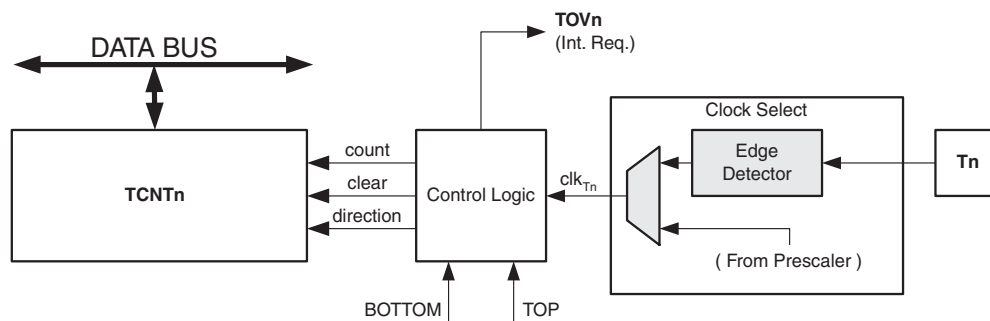 TOVn
(Int. Req.)
DATA BUS
Clock Select
count
Edge
Detector
Tn
TCNTn
clear
Control Logic
clkTn
direction
( From Prescaler )
BOTTOM
TOP